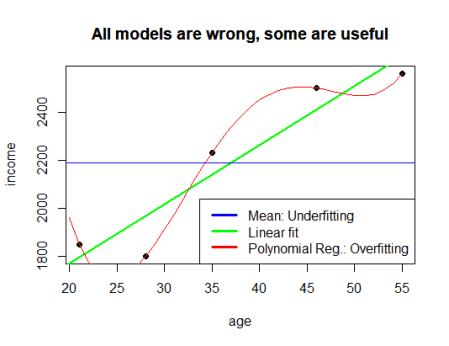 All models are wrong, some are useful
income
2400
2200
2000
1800
Mean: Underfitting
Linear fit
Polynomial Reg.: Overfitting
20 25 30 35 40 45 50 55
age